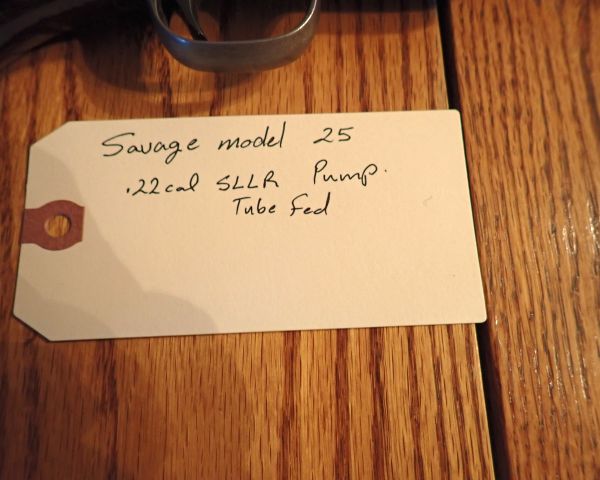 Savage model 25
.22cal SLLR Pump.
Tube Fed